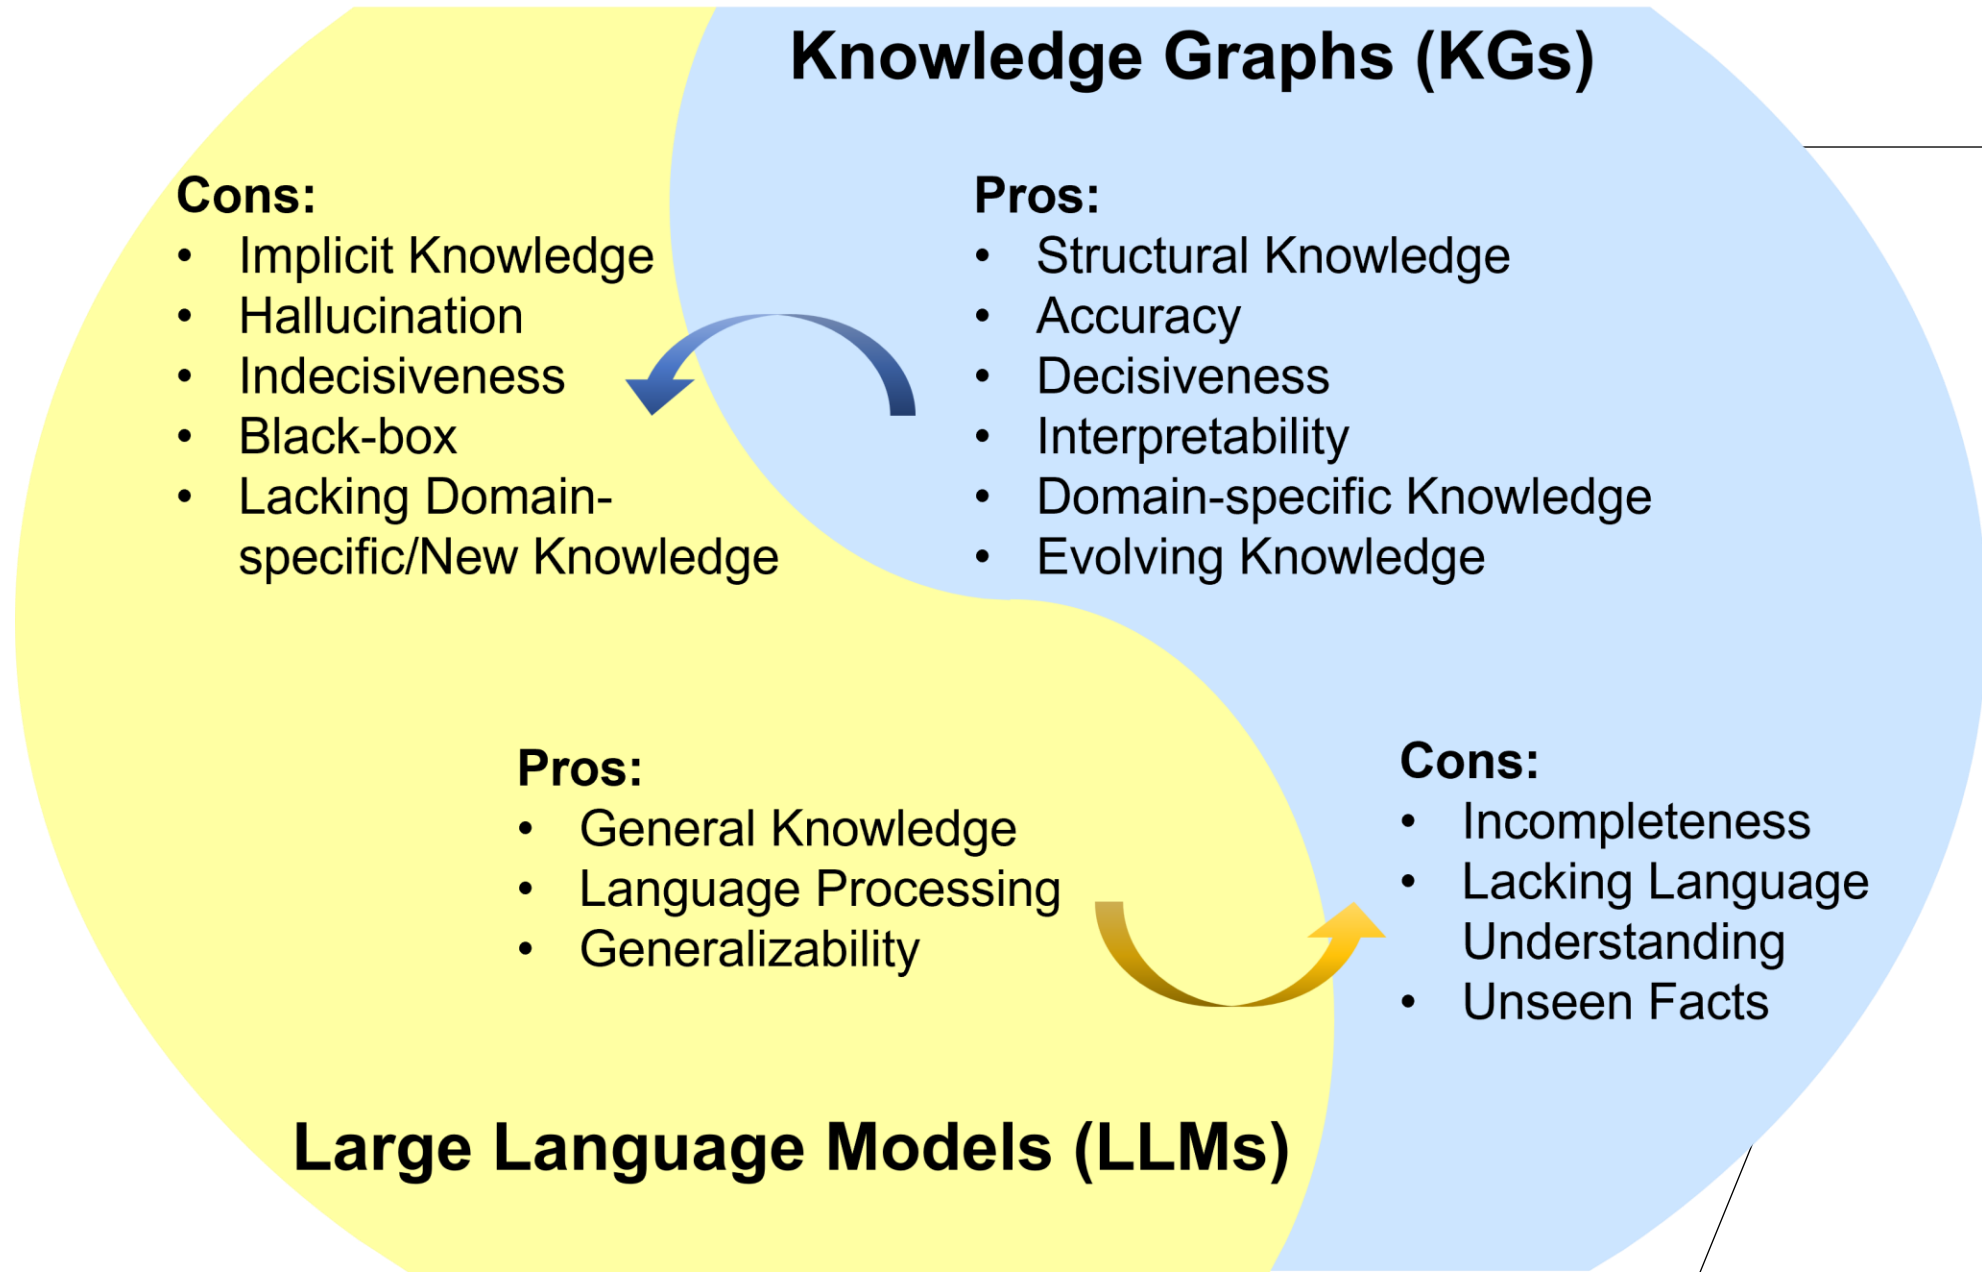 Knowledge Graphs (KGs)
Cons:
• Implicit Knowledge
• Hallucination
• Indecisiveness
• Black-box
• Lacking Domain-
specific/New Knowledge
Pros:
• Structural Knowledge
• Accuracy
• Decisiveness
• Interpretability
• Domain-specific Knowledge
• Evolving Knowledge
Pros:
• General Knowledge
• Language Processing
• Generalizability
Cons:
• Incompleteness
• Lacking Language
Understanding
• Unseen Facts
Large Language Models (LLMs)